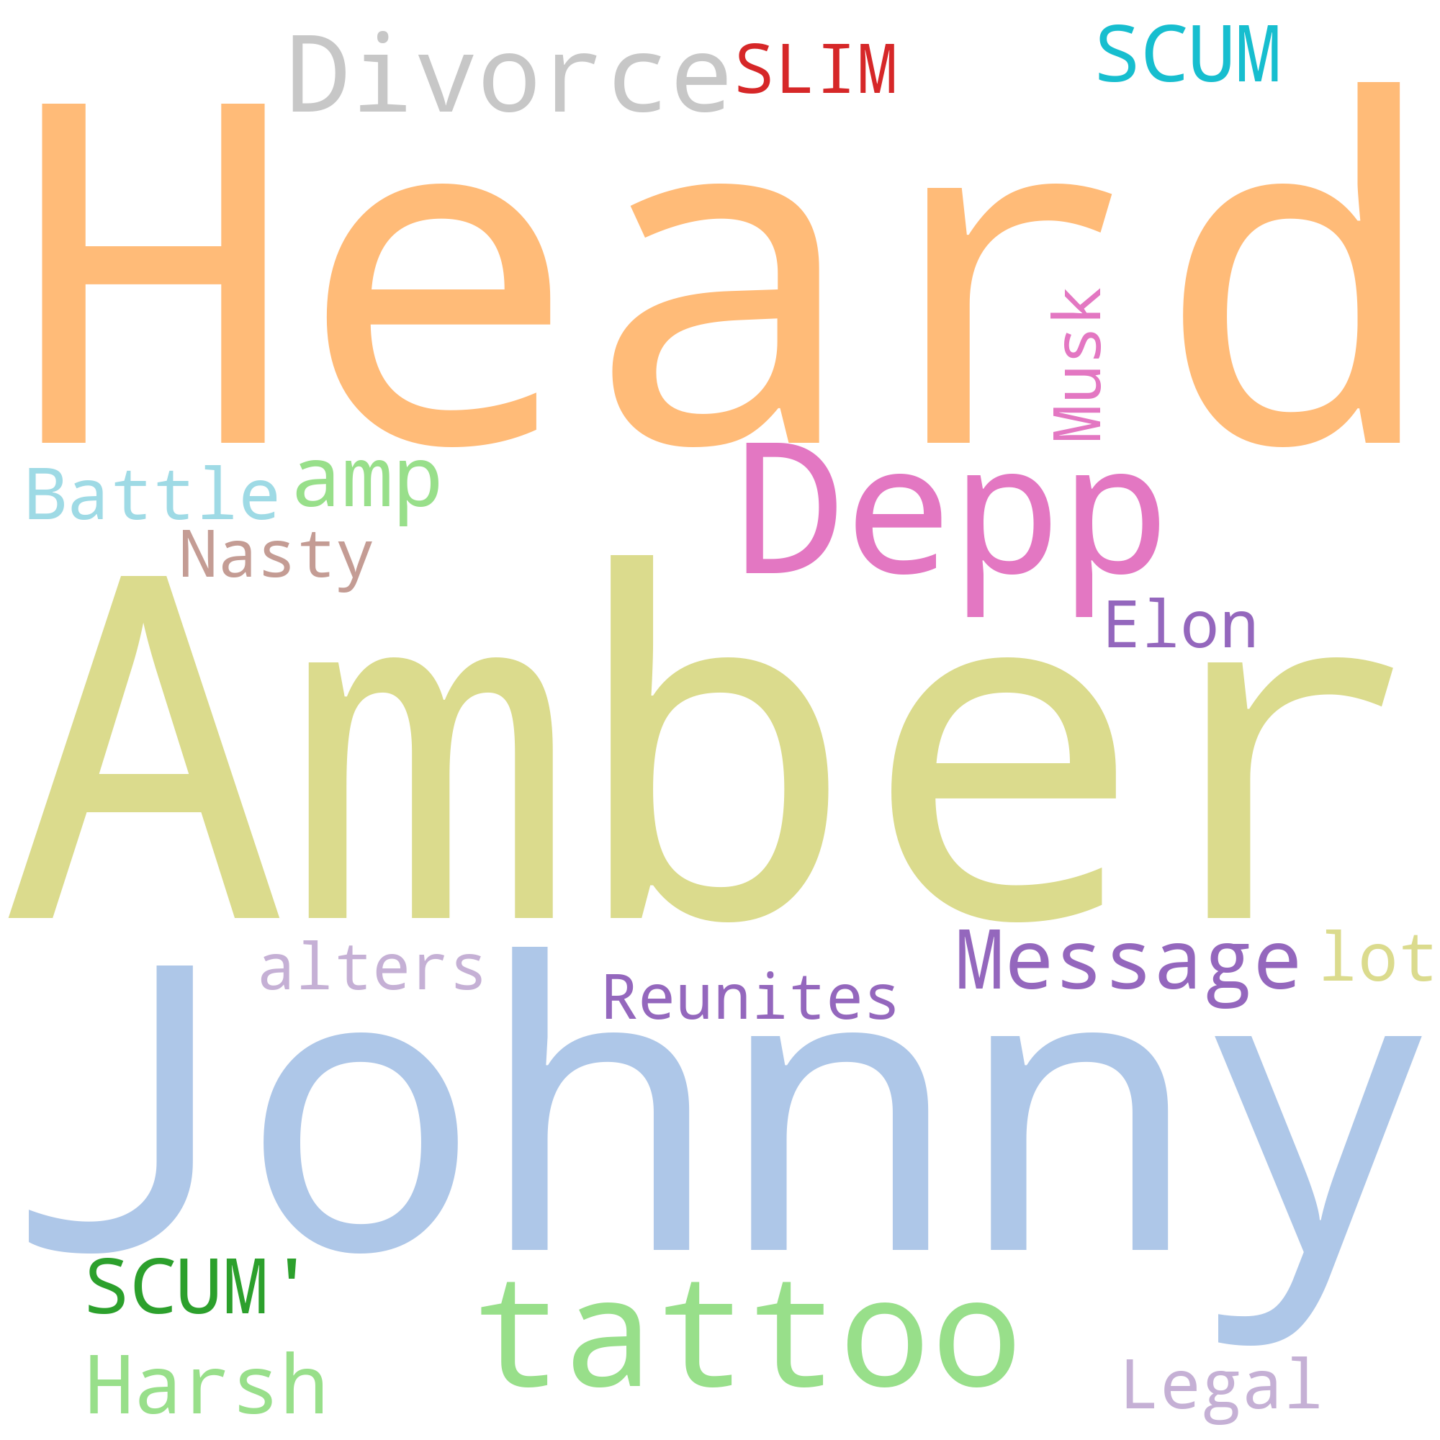 Divorce SLIM SCUM
Heard
Musk
Battle amp Depp
Nasty
Elon
Amber
alters Reunites Message lot
Johnny
SCUM'
tattoo
Harsh Legal